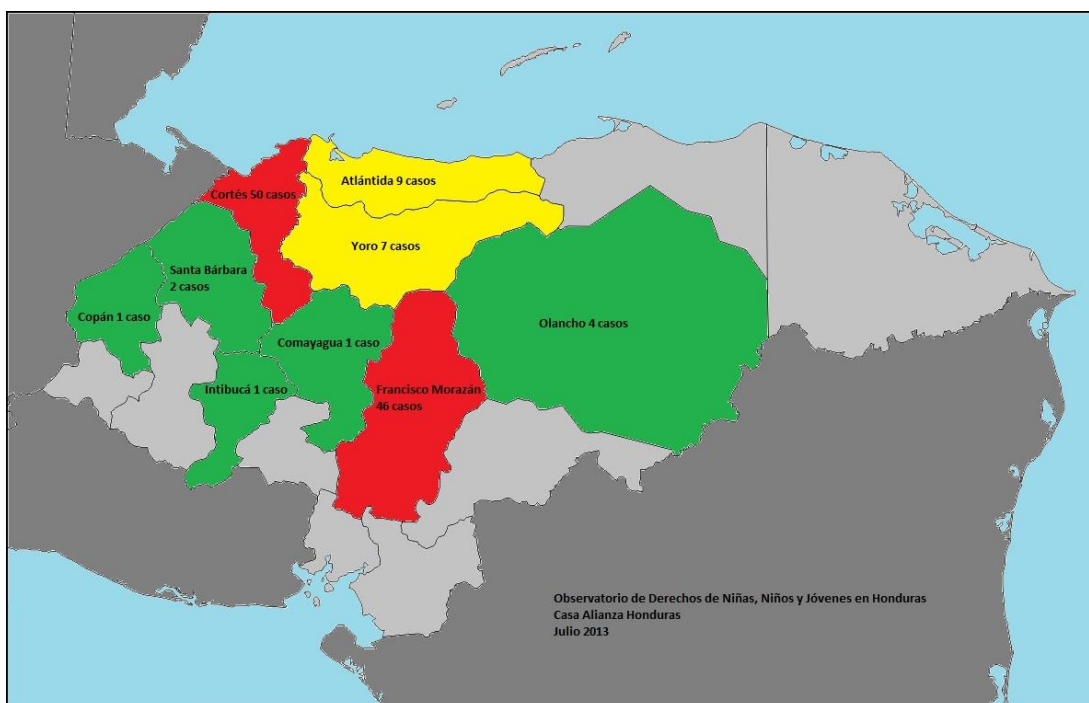 Atlántida 9 casos
Cortés 50 casos
Yoro 7 casos
Santa Bárbara
2 casos
Copán 1 caso
Olancho 4 casos
Comayagua 1 caso
Intibucá 1 caso
Francisco Morazán
46 casos
Observatorio de Derechos de Niñas, Niños y Jóvenes en Honduras
Casa Alianza Honduras
Julio 2013